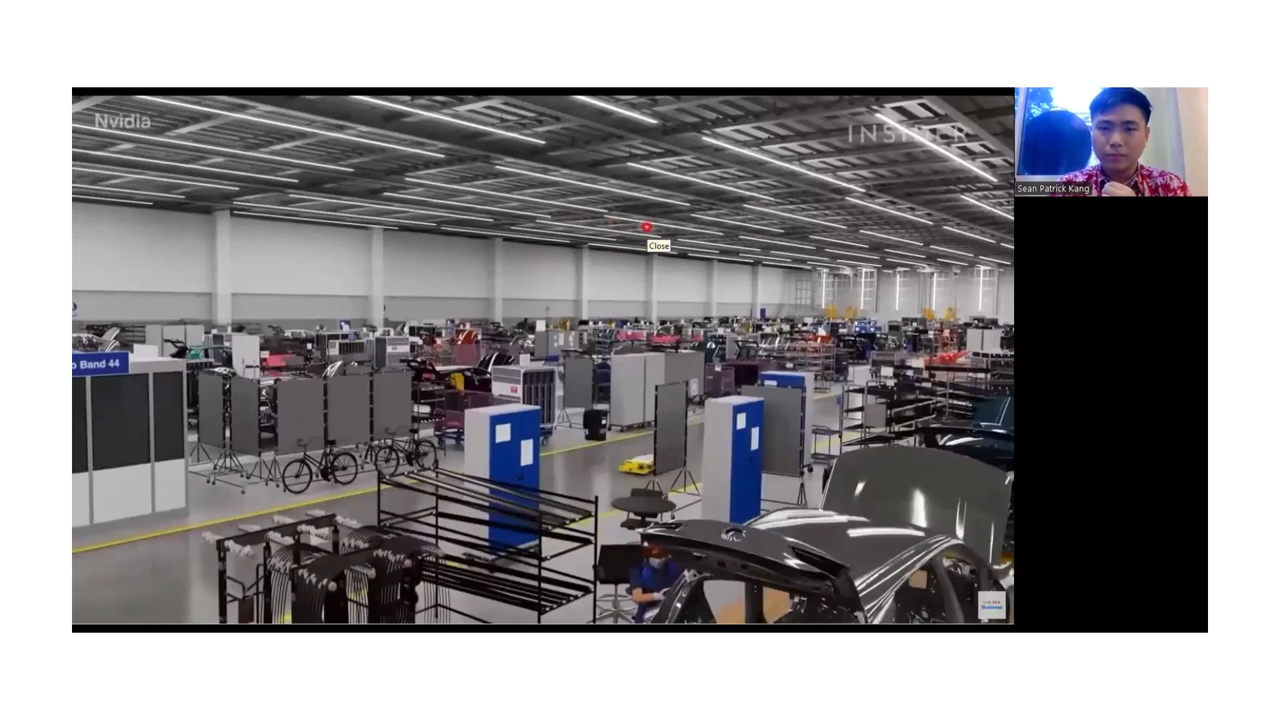 Nvidia
INSIDER
Close
o Band 44
Sean Patrick Kang